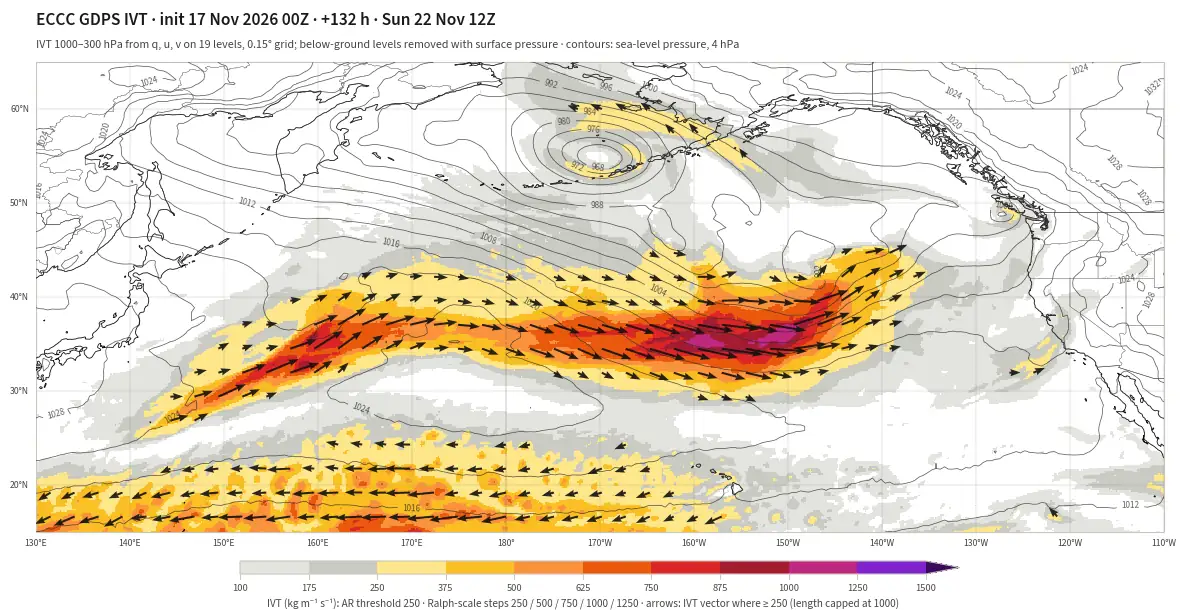 ECCC GDPS IVT · init 17 Nov 2026 00Z · +132 h · Sun 22 Nov 12Z
IVT 1000–300 hPa from q, u, v on 19 levels, 0.15° grid; below-ground levels removed with surface pressure · contours: sea-level pressure, 4 hPa
1024
992
996
1024
1032
60°N
984
980
976
1020
1020
1024
972
968
1028
1028
1016
50°N
1012
988
1008
1016
1024
40°N
1004
1028
30°N
1028
1024
1024
20°N
1016
1012
130°E
140°E
150°E
160°E
170°E
180°
170°W
160°W
150°W
140°W
130°W
120°W
110°W
100
175
250
375
500
625
750
875
1000
1250
1500
IVT (kg m⁻¹ s⁻¹): AR threshold 250 · Ralph-scale steps 250 / 500 / 750 / 1000 / 1250 · arrows: IVT vector where ≥ 250 (length capped at 1000)